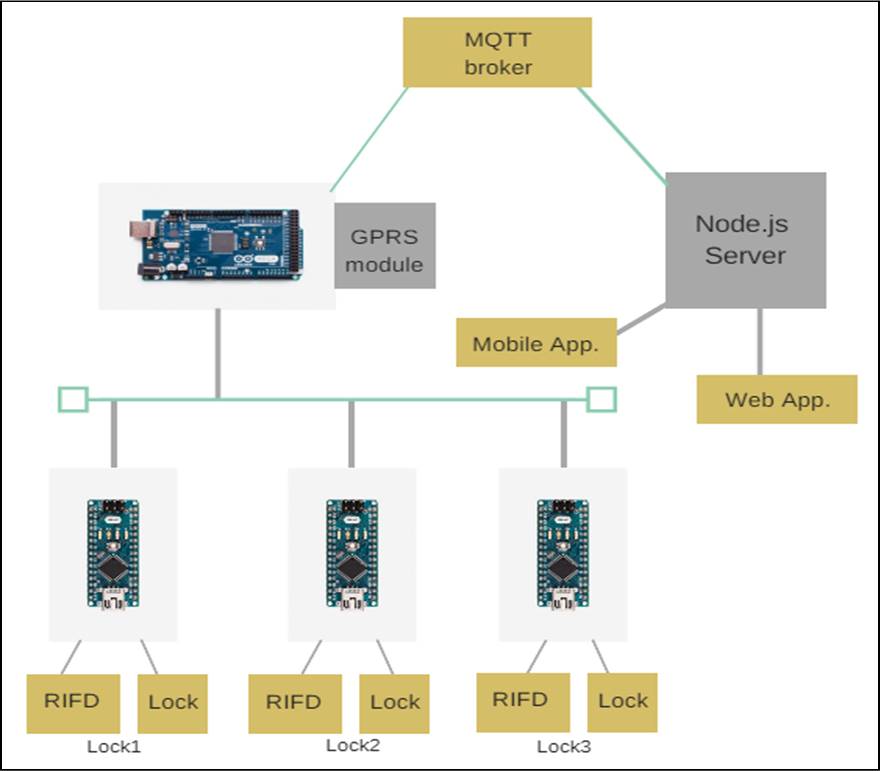 MQTT
broker
GPRS
module
Node.js
Server
Mobile App.
Web App.
RIFD
Lock
Lock1
RIFD
Lock
Lock2
RIFD
Lock
Lock3